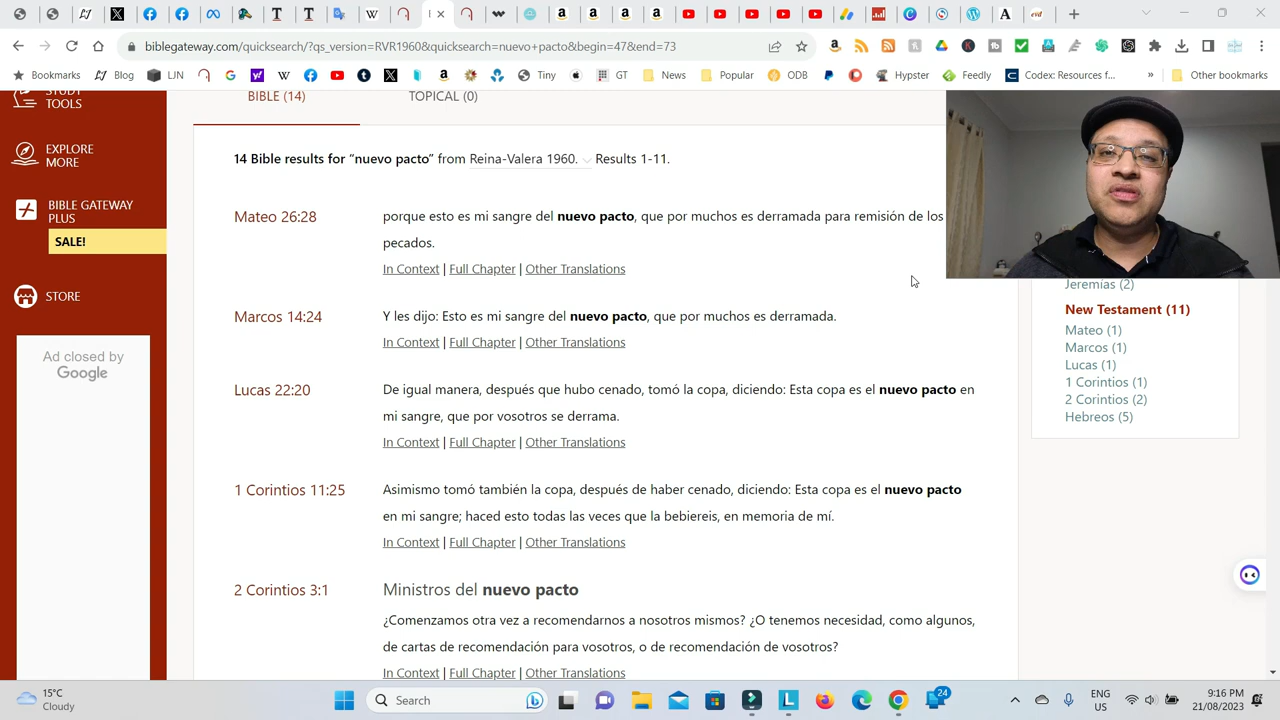 biblegateway.com/quicksearch/?qs_version=RVR1960&quicksearch=nuevo+pacto&begin=47&end=73
Bookmarks Blog LJN Tiny GT News Popular ODB Hypster Feedly Codex: Resources f... » Other bookmarks
STUDY
TOOLS
EXPLORE
MORE
BIBLE GATEWAY
PLUS
SALE!
STORE
Ad closed by
Google
BIBLE (14) TOPICAL (0)
14 Bible results for “nuevo pacto” from Reina-Valera 1960. Results 1-11.
Mateo 26:28 porque esto es mi sangre del nuevo pacto, que por muchos es derramada para remisión de los
pecados.
In Context | Full Chapter | Other Translations
Marcos 14:24 Y les dijo: Esto es mi sangre del nuevo pacto, que por muchos es derramada.
In Context | Full Chapter | Other Translations
Lucas 22:20 De igual manera, después que hubo cenado, tomó la copa, diciendo: Esta copa es el nuevo pacto en
mi sangre, que por vosotros se derrama.
In Context | Full Chapter | Other Translations
1 Corintios 11:25 Asimismo tomó también la copa, después de haber cenado, diciendo: Esta copa es el nuevo pacto
en mi sangre; haced esto todas las veces que la bebiereis, en memoria de mí.
In Context | Full Chapter | Other Translations
2 Corintios 3:1 Ministros del nuevo pacto
¿Comenzamos otra vez a recomendarnos a nosotros mismos? ¿O tenemos necesidad, como algunos,
de cartas de recomendación para vosotros, o de recomendación de vosotros?
In Context | Full Chapter | Other Translations
Jeremías (2)
New Testament (11)
Mateo (1)
Marcos (1)
Lucas (1)
1 Corintios (1)
2 Corintios (2)
Hebreos (5)
15°C
Cloudy
Search
24
ENG
US
9:16 PM
21/08/2023